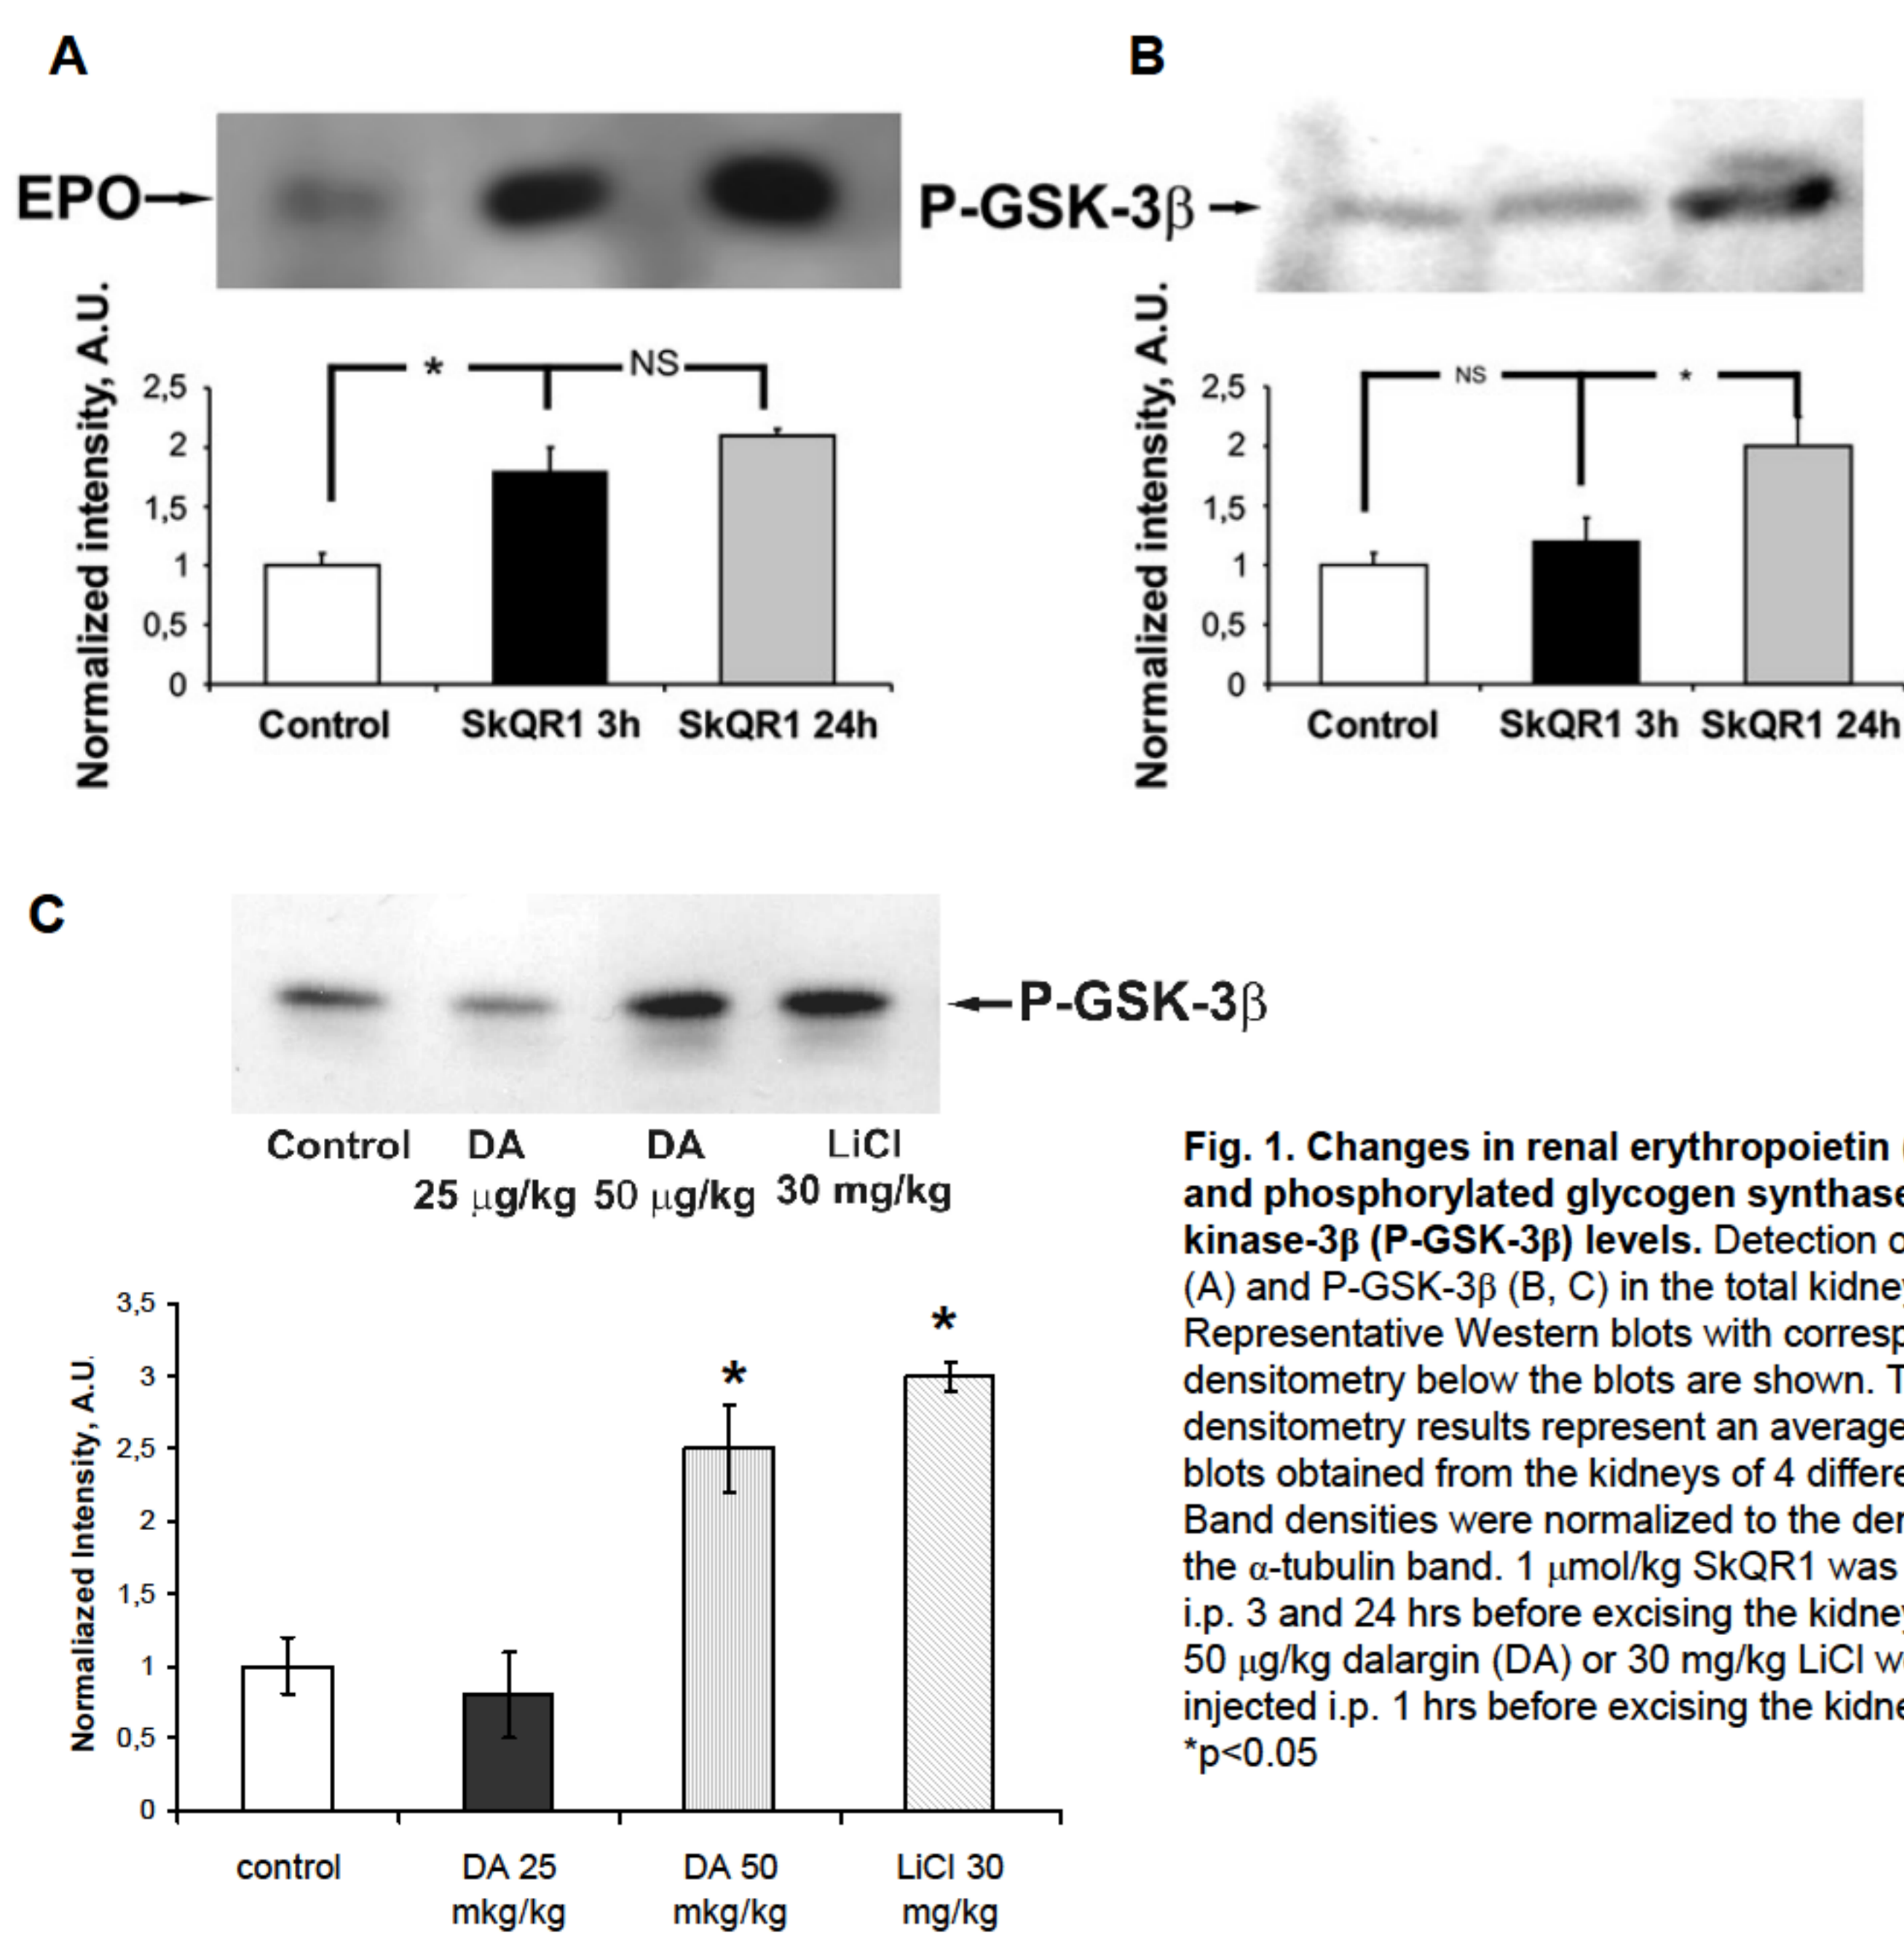 A
EPO
Normalized intensity, A.U.
2,5
2
1,5
1
0,5
0
* NS
Control SkQR1 3h SkQR1 24h
B
P-GSK-3β
Normalized intensity, A.U.
2,5
2
1,5
1
0,5
0
NS *
Control SkQR1 3h SkQR1 24h
C
P-GSK-3β
Control DA DA LiCl
25 μg/kg 50 μg/kg 30 mg/kg
Normaliazed Intensity, A.U.
3,5
3
2,5
2
1,5
1
0,5
0
* *
control DA 25 DA 50 LiCl 30
mkg/kg mkg/kg mg/kg
Fig. 1. Changes in renal erythropoietin
and phosphorylated glycogen synthase
kinase-3β (P-GSK-3β) levels. Detection
(A) and P-GSK-3β (B, C) in the total
Representative Western blots with
densitometry below the blots are shown.
densitometry results represent an average
blots obtained from the kidneys of 4
Band densities were normalized to the
the α-tubulin band. 1 μmol/kg SkQR1 was
i.p. 3 and 24 hrs before excising the
50 μg/kg dalargin (DA) or 30 mg/kg LiCl
injected i.p. 1 hrs before excising the
*p<0.05